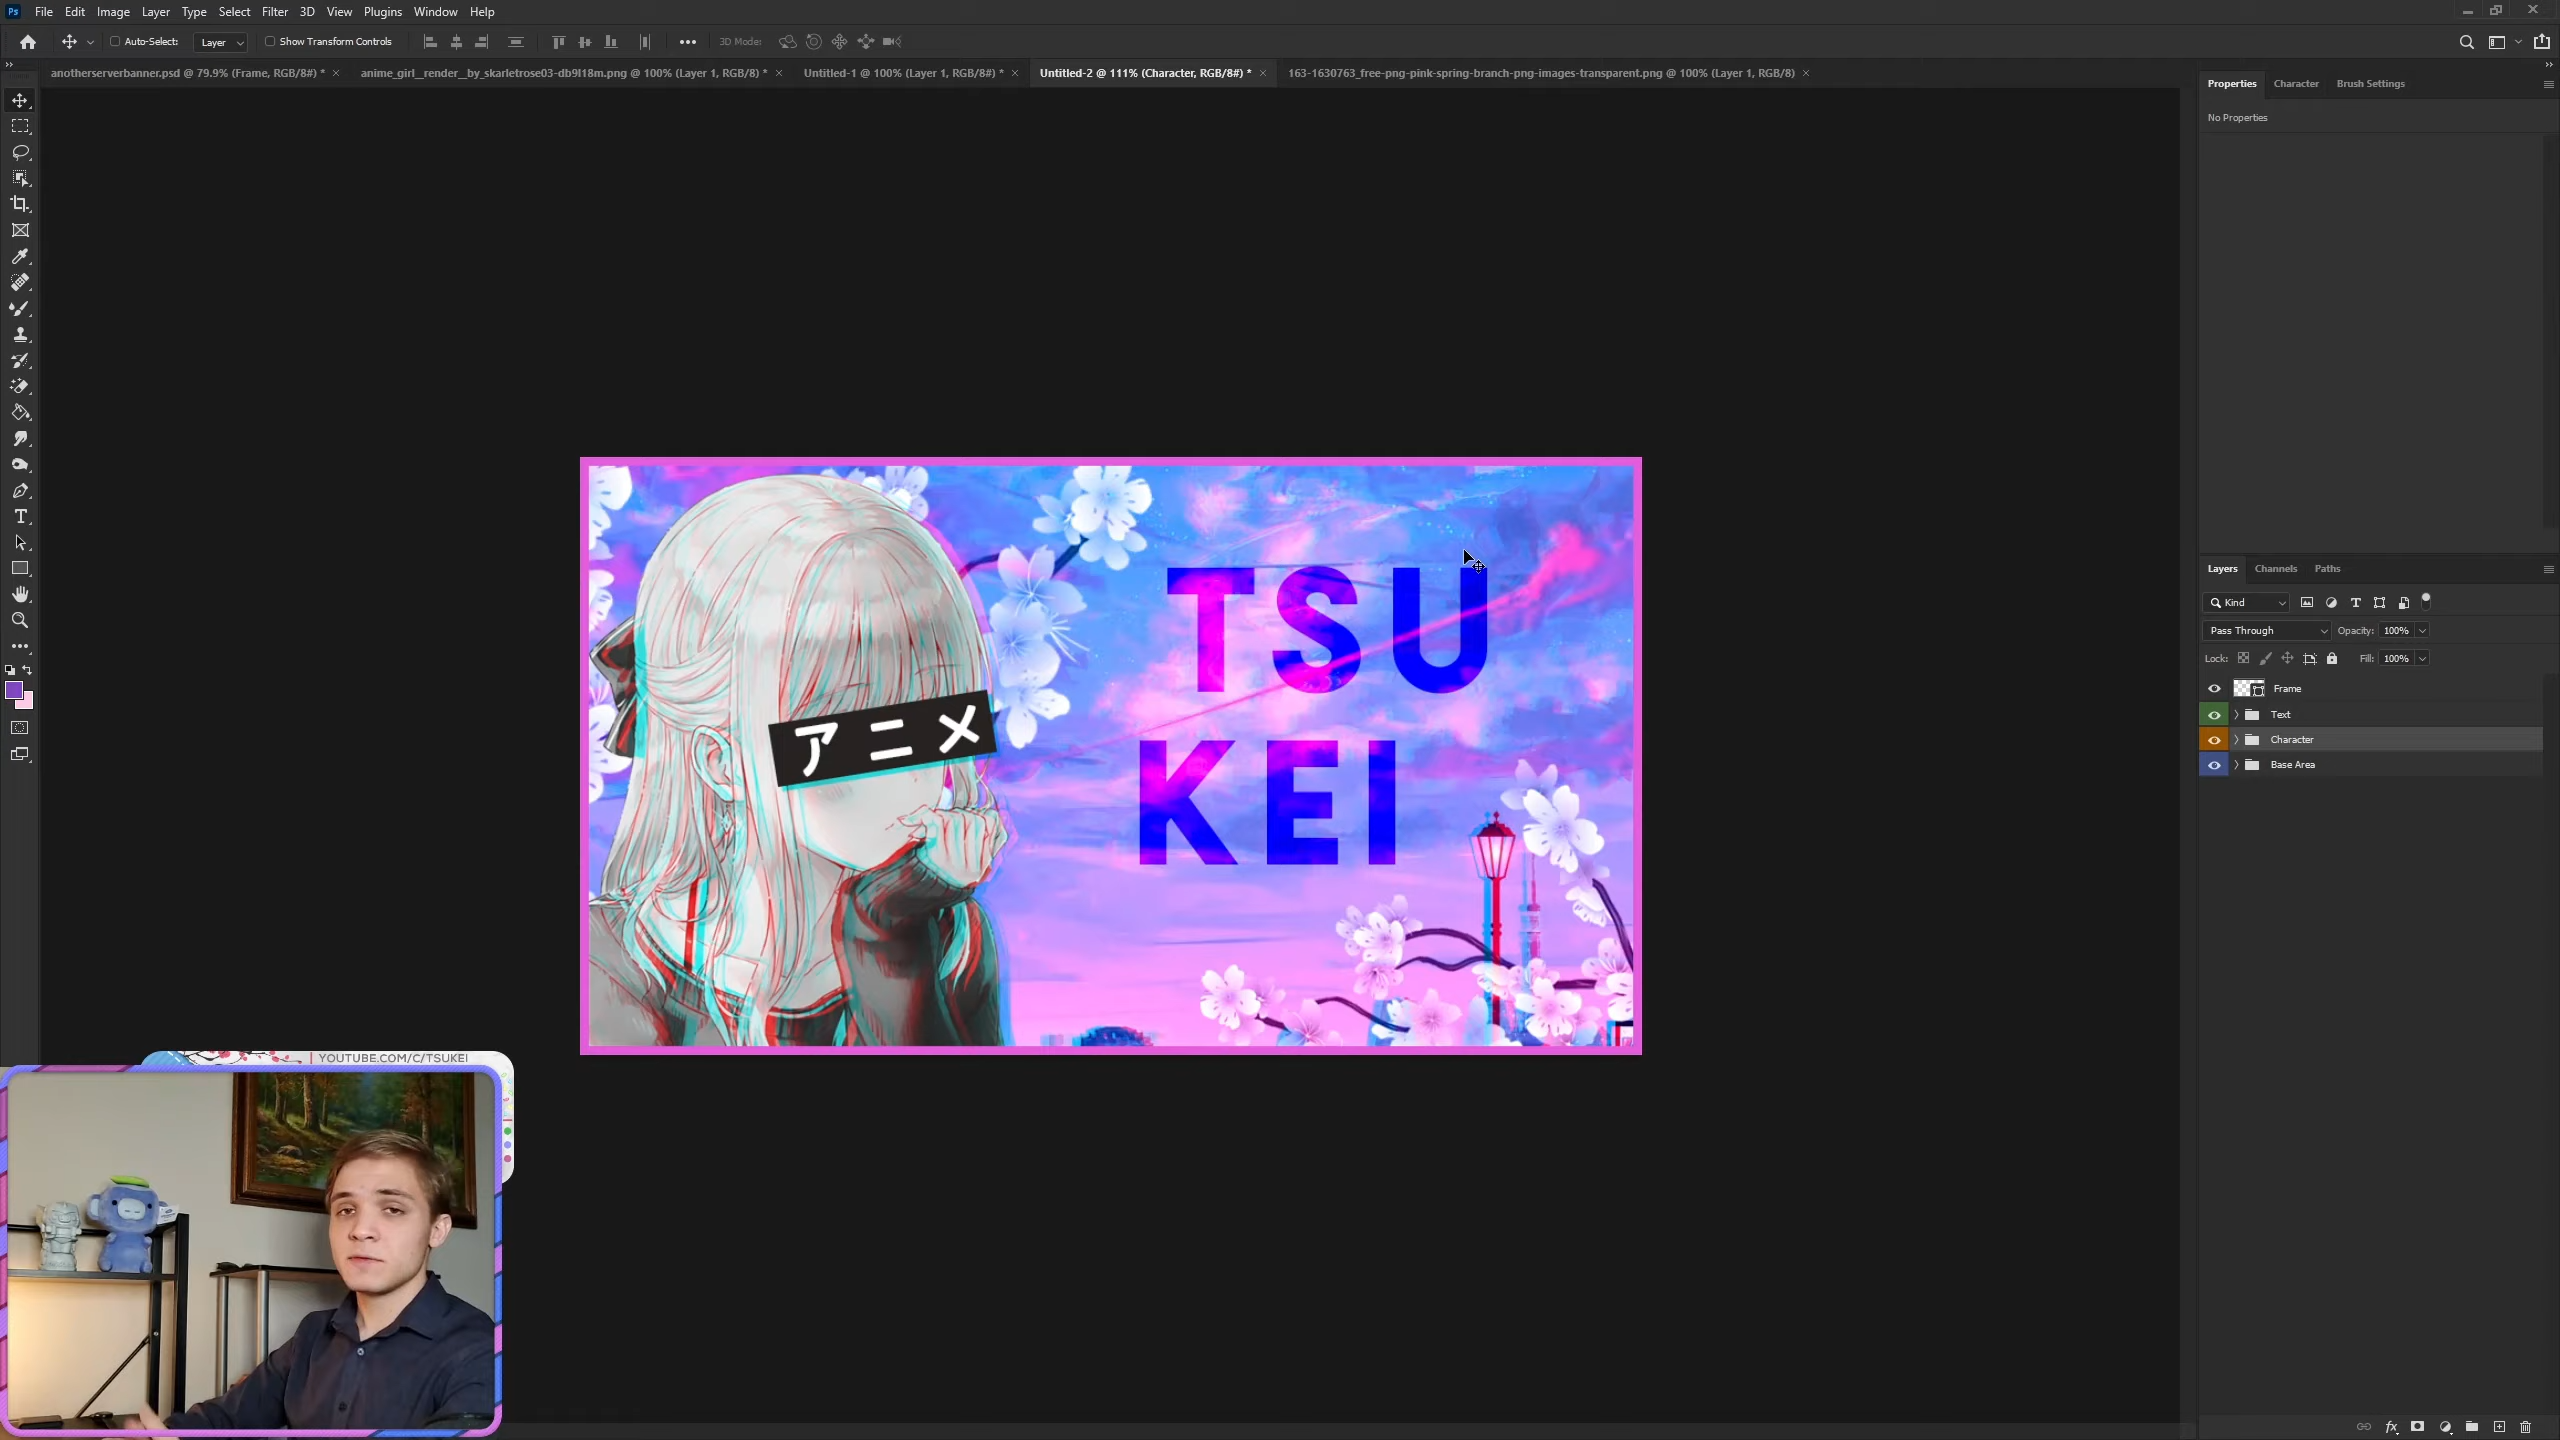 Ps File Edit Image Layer Type Select Filter 3D View Plugins Window Help
Auto-Select: Layer Show Transform Controls 3D Mode:
anotherserverbanner.psd @ 79.9% (Frame, RGB/8#) * anime_girl__render__by_skarletrose03-db9l18m.png @ 100% (Layer 1, RGB/8) * Untitled-1 @ 100% (Layer 1, RGB/8#) * Untitled-2 @ 111% (Character, RGB/8#) * 163-1630763_free-png-pink-spring-branch-png-images-transparent.png @ 100% (Layer 1, RGB/8)
Properties Character Brush Settings
No Properties
TSU
アニメ
KEI
Layers Channels Paths
Kind
Pass Through Opacity: 100%
Lock: Fill: 100%
Frame
Text
Character
Base Area
YOUTUBE.COM/C/TSUKEI
fx